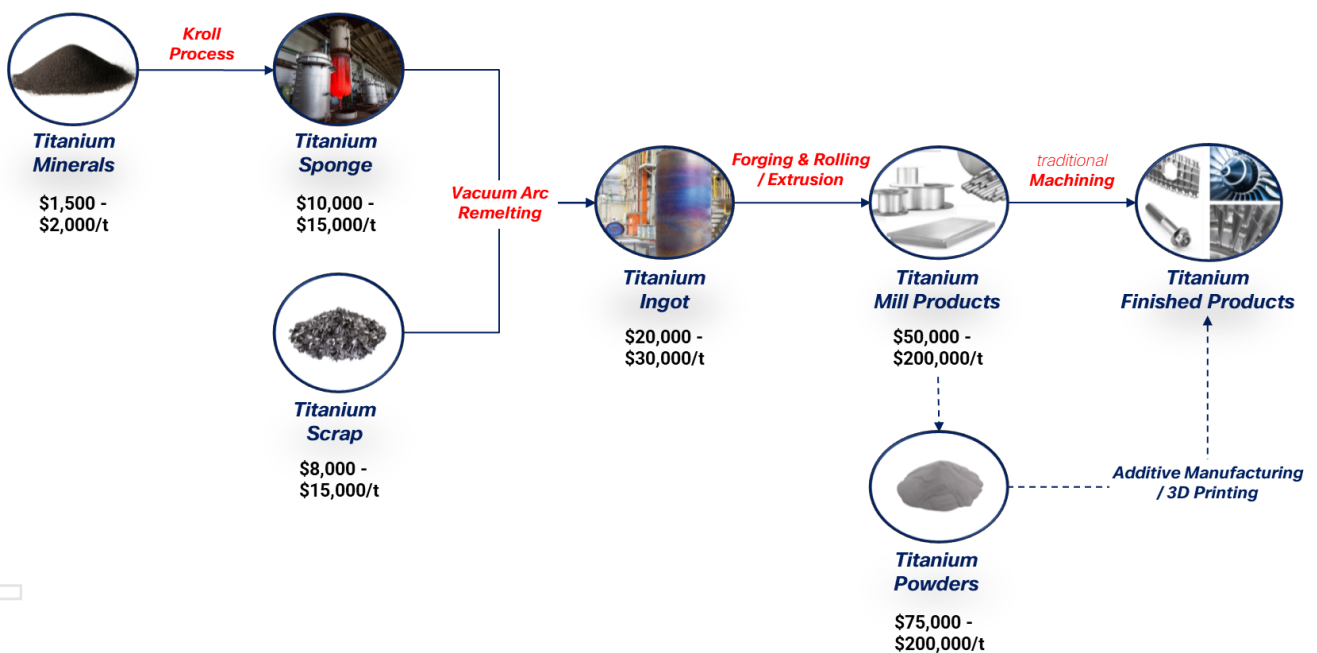 Kroll
Process
Titanium
Minerals
$1,500 -
$2,000/t
Titanium
Sponge
$10,000 -
$15,000/t
Titanium
Scrap
$8,000 -
$15,000/t
Vacuum Arc
Remelting
Titanium
Ingot
$20,000 -
$30,000/t
Forging & Rolling
/ Extrusion
Titanium
Mill Products
$50,000 -
$200,000/t
traditional
Machining
Titanium
Finished Products
Titanium
Powders
$75,000 -
$200,000/t
Additive Manufacturing
/ 3D Printing